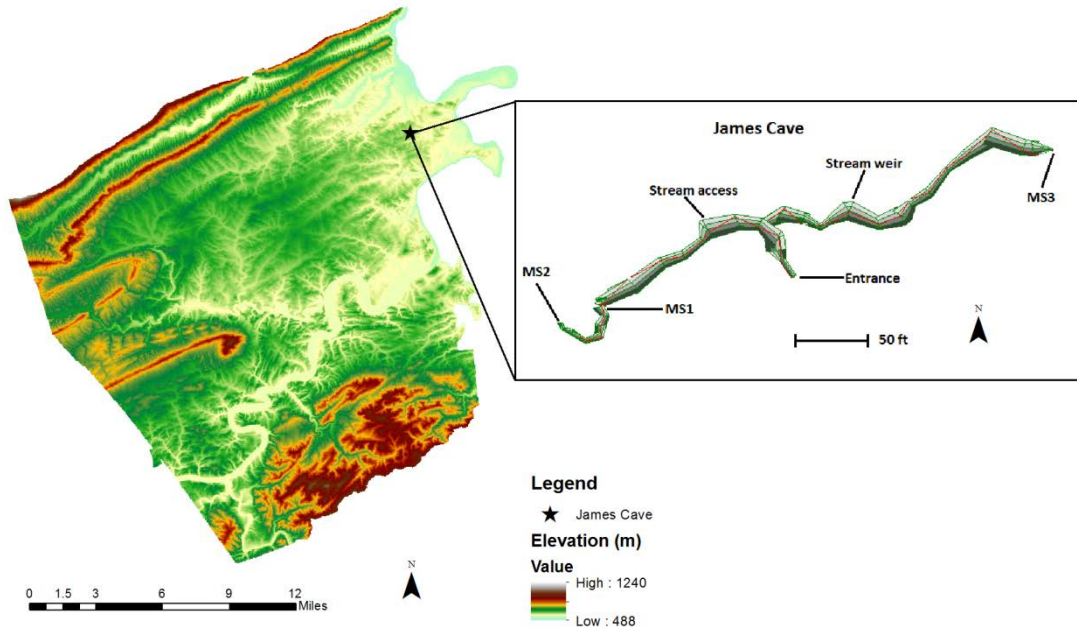 James Cave
Stream weir
Stream access
MS3
Entrance
MS2
MS1
N
50 ft
Legend
James Cave
Elevation (m)
Value
High : 1240
Low : 488
N
0 1.5 3 6 9 12
Miles